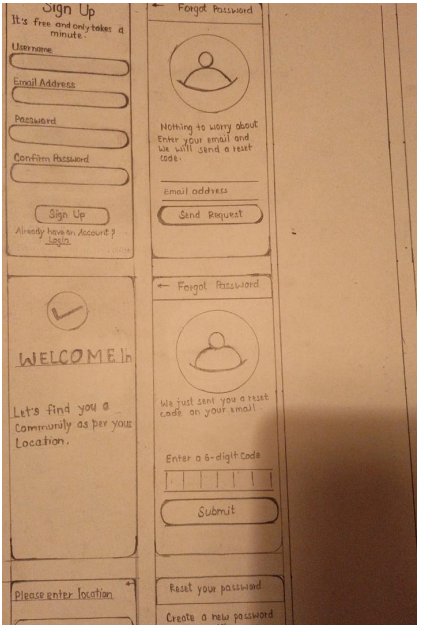 Sign Up
It's free and only takes a
minute.
Username
Email Address
Password
Confirm Password
Sign Up
Already have an Account?
Login
← Forgot Password
Nothing to worry about
Enter your email and
We will send a reset
code.
Email address
Send Request
WELCOME In
Let's find you a
Community as per your
Location.
← Forgot Password
We just sent you a reset
code on your email
Enter a 6-digit Code
Submit
Please enter location
Reset your password
Create a new password